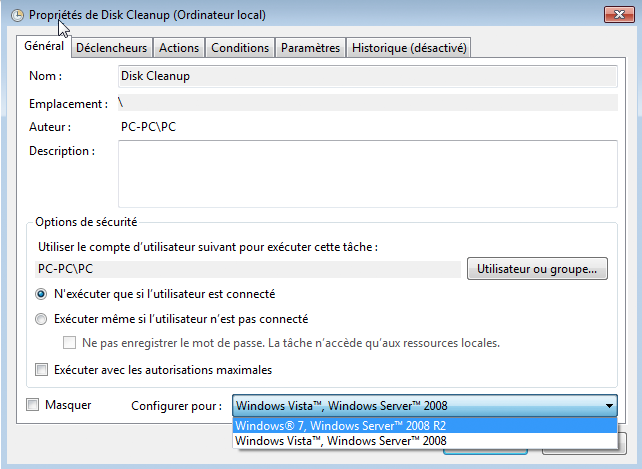 Propriétés de Disk Cleanup (Ordinateur local)
Général Déclencheurs Actions Conditions Paramètres Historique (désactivé)
Nom : Disk Cleanup
Emplacement : \
Auteur : PC-PC\PC
Description :
Options de sécurité
Utiliser le compte d'utilisateur suivant pour exécuter cette tâche :
PC-PC\PC Utilisateur ou groupe...
N'exécuter que si l'utilisateur est connecté
Exécuter même si l'utilisateur n'est pas connecté
Ne pas enregistrer le mot de passe. La tâche n'accède qu'aux ressources locales.
Exécuter avec les autorisations maximales
Masquer Configurer pour : Windows Vista™, Windows Server™ 2008
Windows® 7, Windows Server™ 2008 R2
Windows Vista™, Windows Server™ 2008